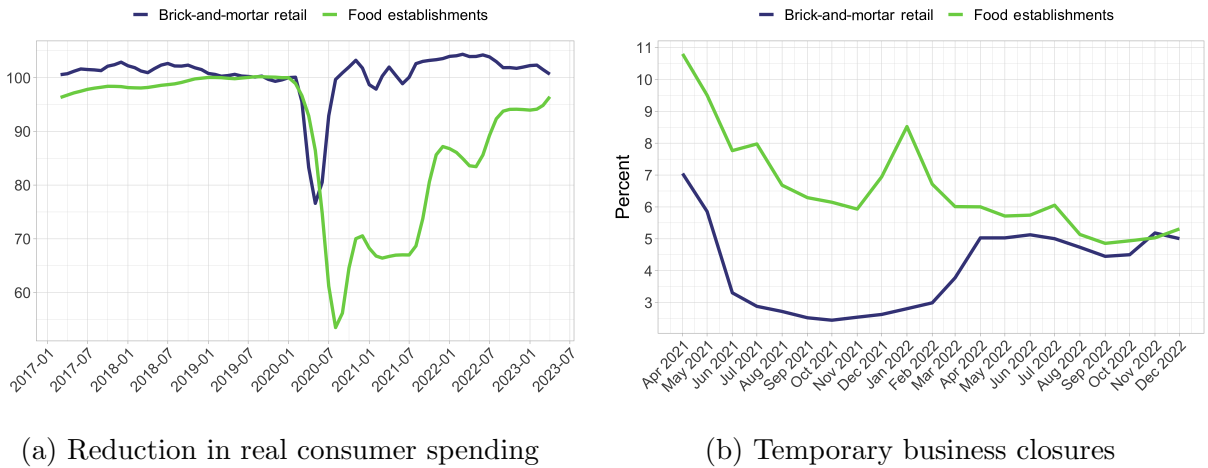 Brick-and-mortar retail Food establishments
100
90
80
70
60
2017-01 2017-07 2018-01 2018-07 2019-01 2019-07 2020-01 2020-07 2021-01 2021-07 2022-01 2022-07 2023-01 2023-07
(a) Reduction in real consumer spending
Brick-and-mortar retail Food establishments
Percent
11
10
9
8
7
6
5
4
3
Apr 2021 May 2021 Jun 2021 Jul 2021 Aug 2021 Sep 2021 Oct 2021 Nov 2021 Dec 2021 Jan 2022 Feb 2022 Mar 2022 Apr 2022 May 2022 Jun 2022 Jul 2022 Aug 2022 Sep 2022 Oct 2022 Nov 2022 Dec 2022
(b) Temporary business closures